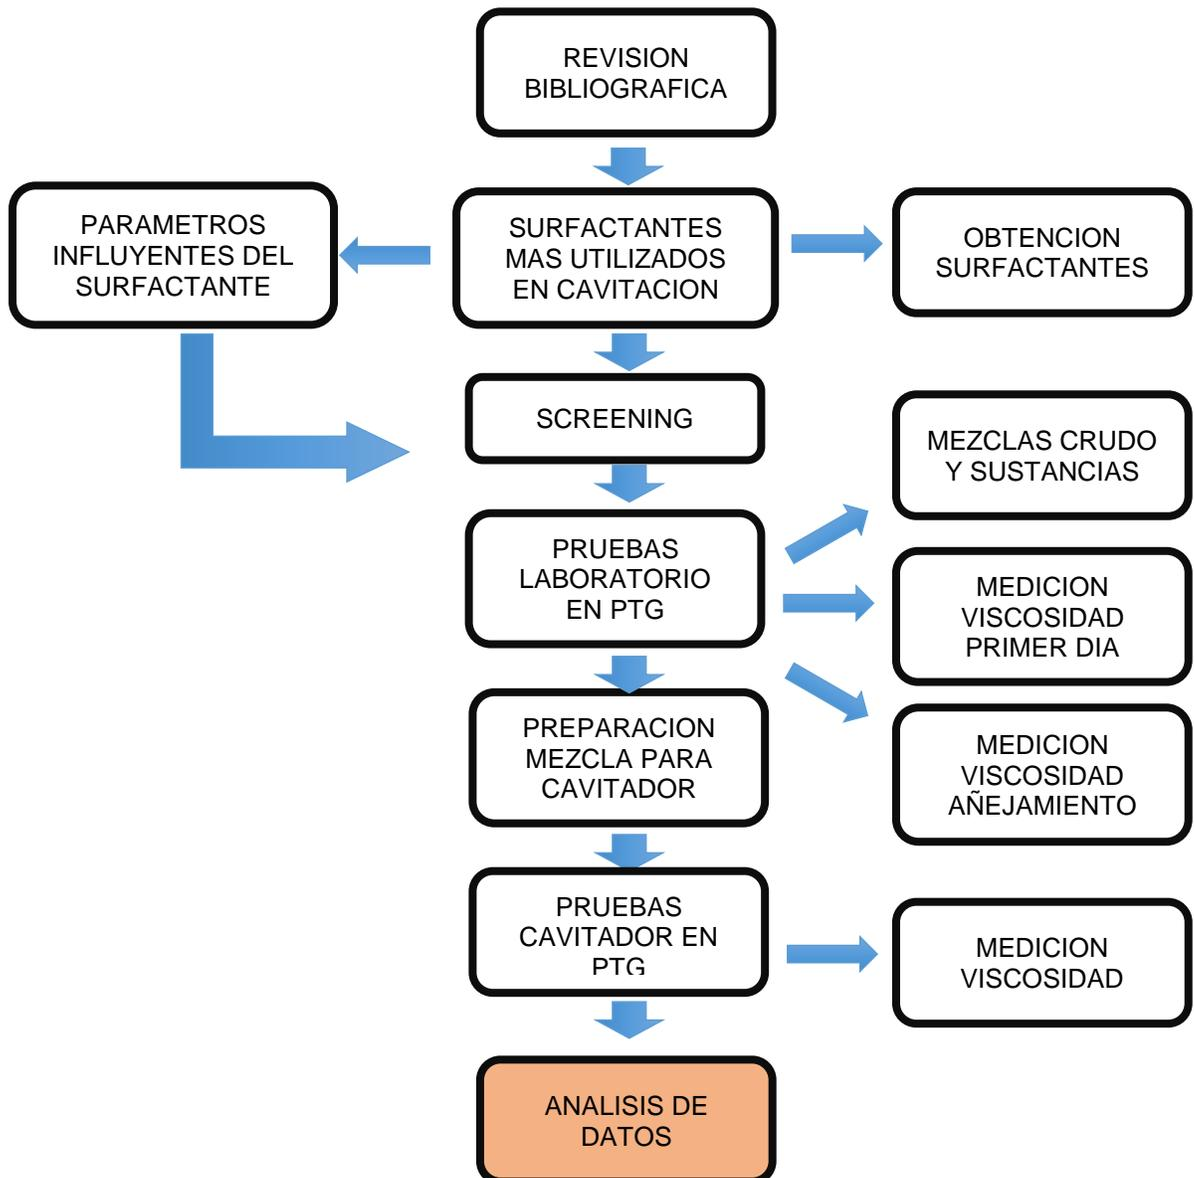 REVISION
BIBLIOGRAFICA
PARAMETROS
INFLUYENTES DEL
SURFACTANTE
SURFACTANTES
MAS UTILIZADOS
EN CAVITACION
OBTENCION
SURFACTANTES
SCREENING
MEZCLAS CRUDO
Y SUSTANCIAS
PRUEBAS
LABORATORIO
EN PTG
MEDICION
VISCOSIDAD
PRIMER DIA
PREPARACION
MEZCLA PARA
CAVITADOR
MEDICION
VISCOSIDAD
AÑEJAMIENTO
PRUEBAS
CAVITADOR EN
PTG
MEDICION
VISCOSIDAD
ANALISIS DE
DATOS